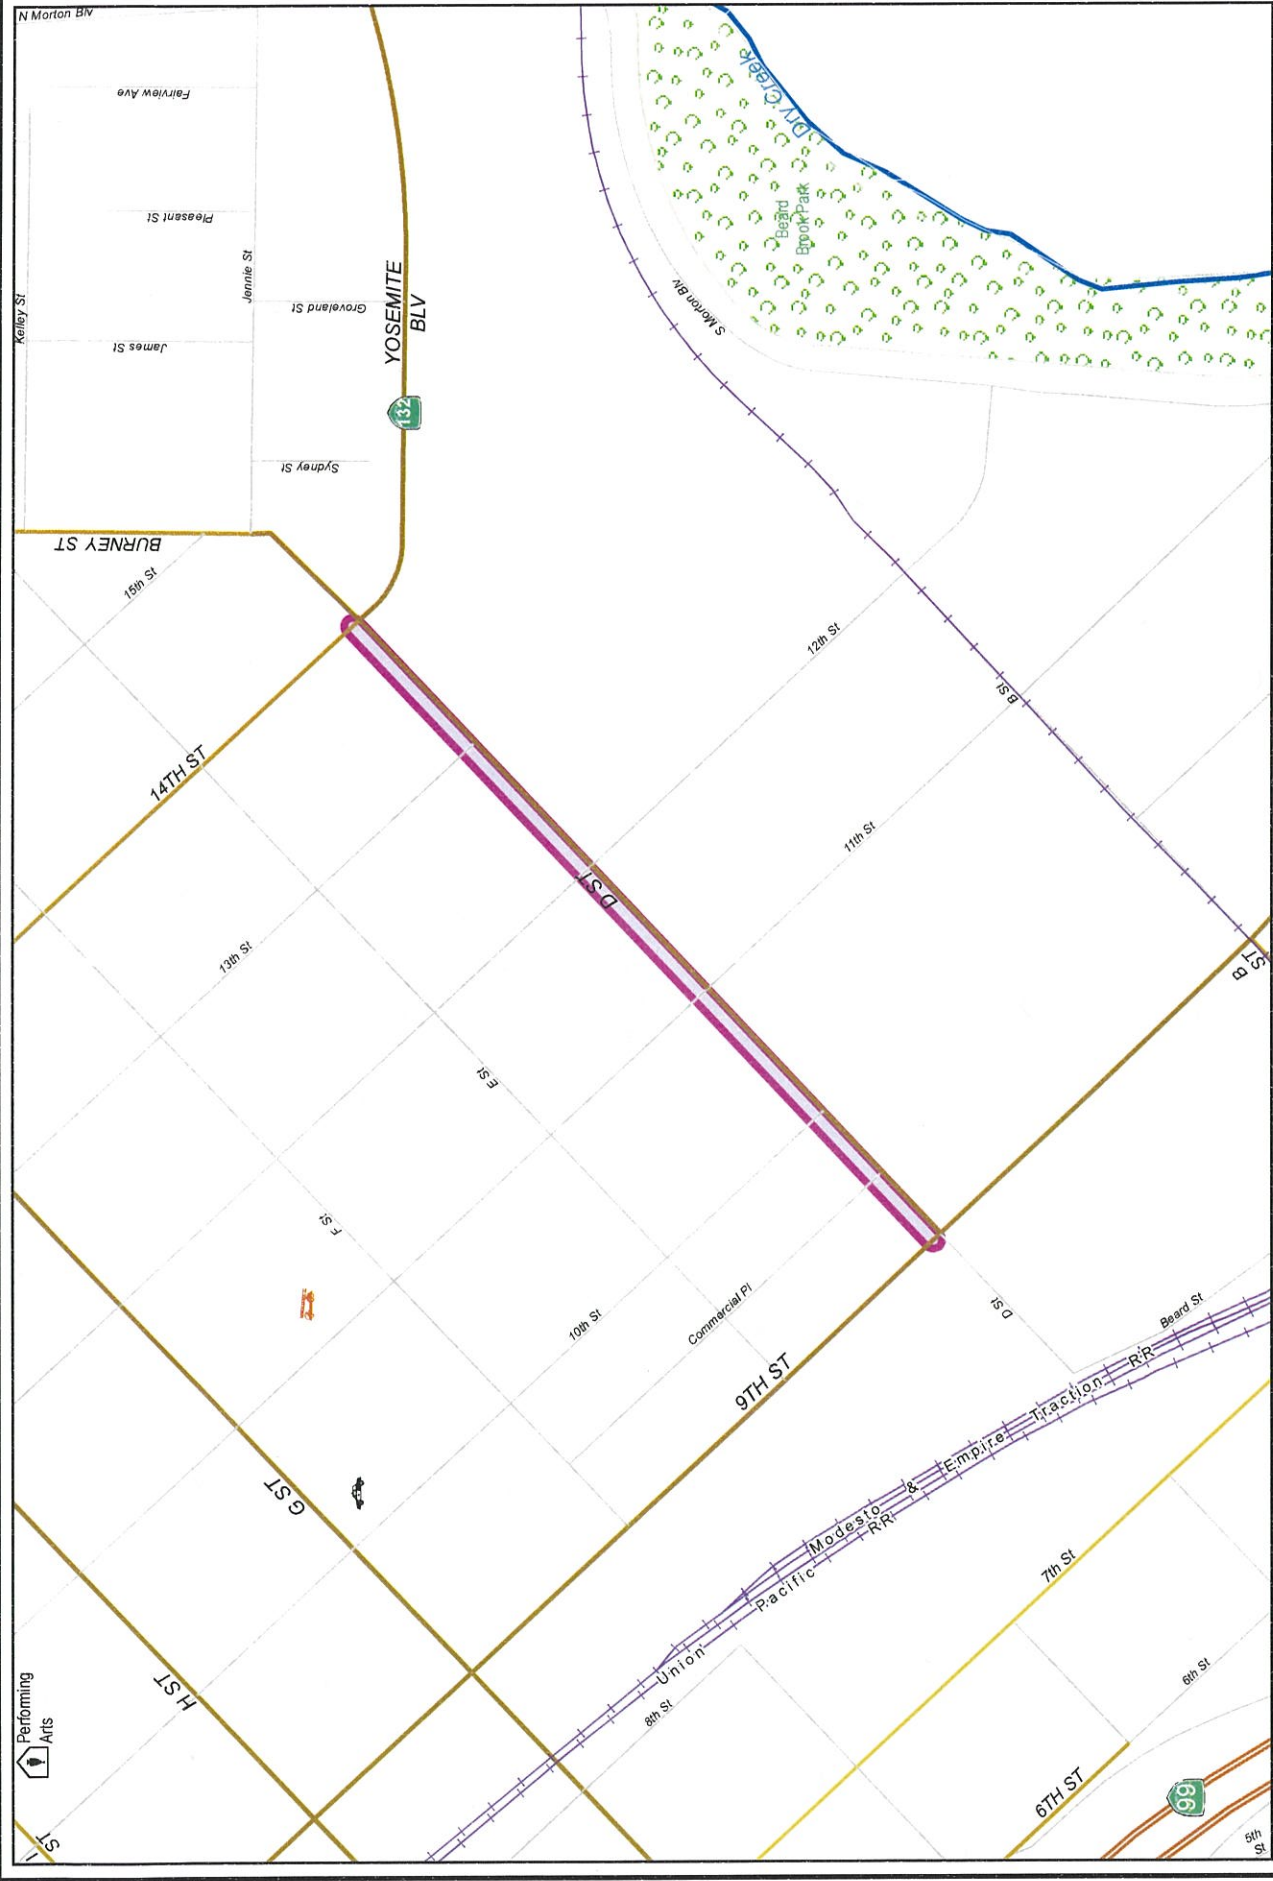 N Morton Blv
Fairview Ave
Pleasant St
Kelley St
Jennie St
Groveland St
James St
YOSEMITE
BLV
132
Sydney St
Dry Creek
Beard
Brook Park
S Morton Blv
BURNEY ST
15th St
14TH ST
12th St
B St
D ST
11th St
13th St
B ST
E St
F St
10th St
Commercial Pl
D St
Beard St
9TH ST
G ST
Modesto & Empire Traction RR
Union Pacific RR
7th St
H ST
Performing
Arts
8th St
6th St
6TH ST
99
I ST
5th
St